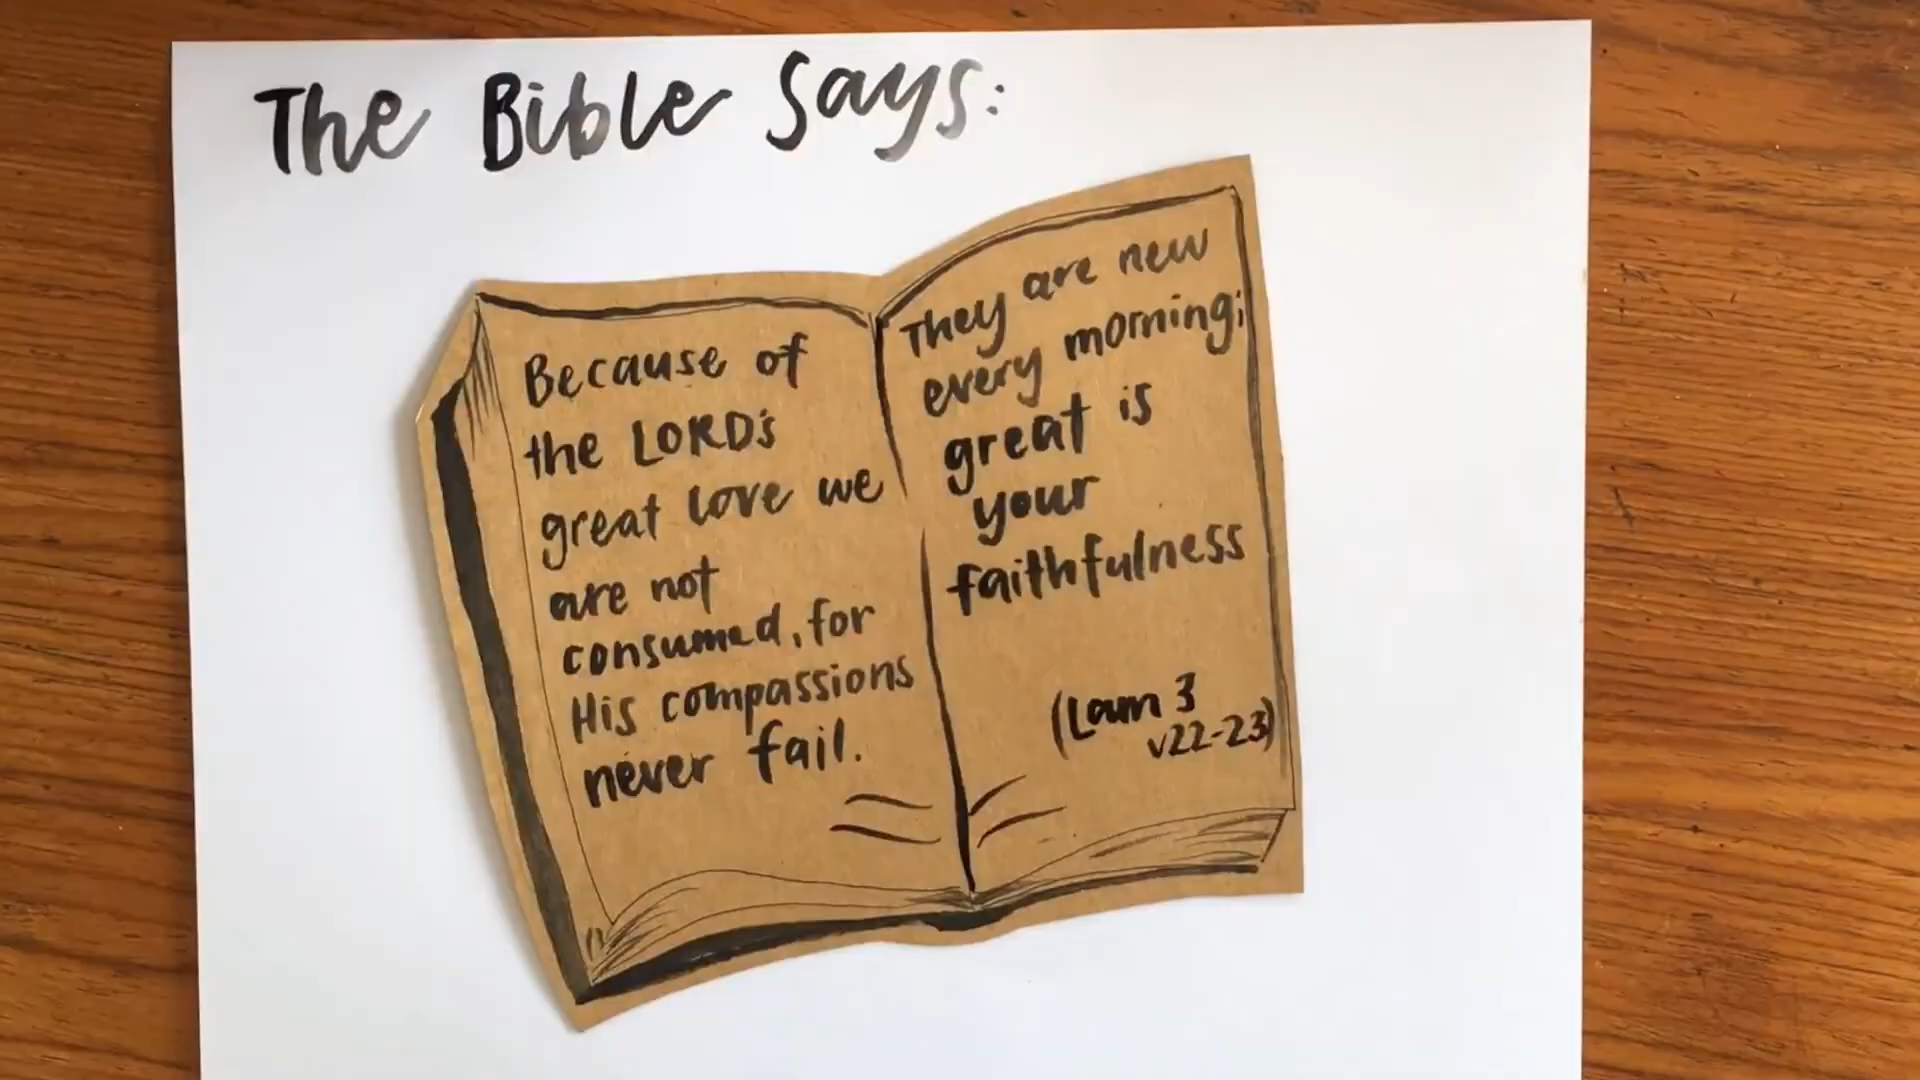 The Bible Says:
Because of
the LORD's
great love we
are not
consumed, for
His compassions
never fail.
They are new
every morning;
great is
your
faithfulness
(Lam 3
v22-23)